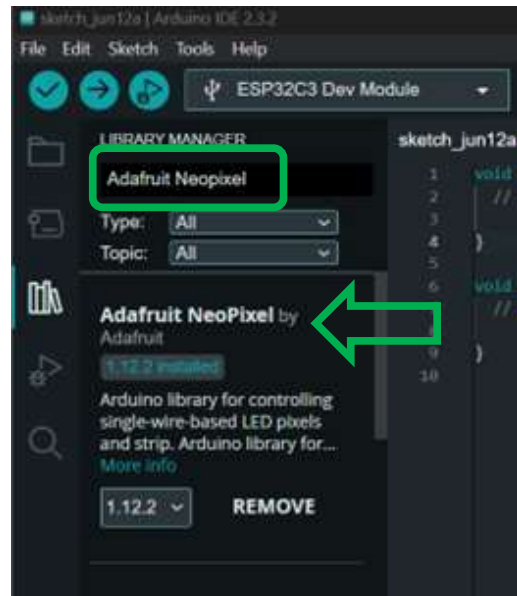 sketch_jun12a | Arduino IDE 2.3.2
File Edit Sketch Tools Help
ESP32C3 Dev Module
LIBRARY MANAGER
sketch_jun12a
Adafruit Neopixel
Type: All
Topic: All
1 void
2 //
3
4 }
5
6 void
//
9 }
10
Adafruit NeoPixel by
Adafruit
1.12.2 installed
Arduino library for controlling
single-wire-based LED pixels
and strip. Arduino library for...
More info
1.12.2 REMOVE